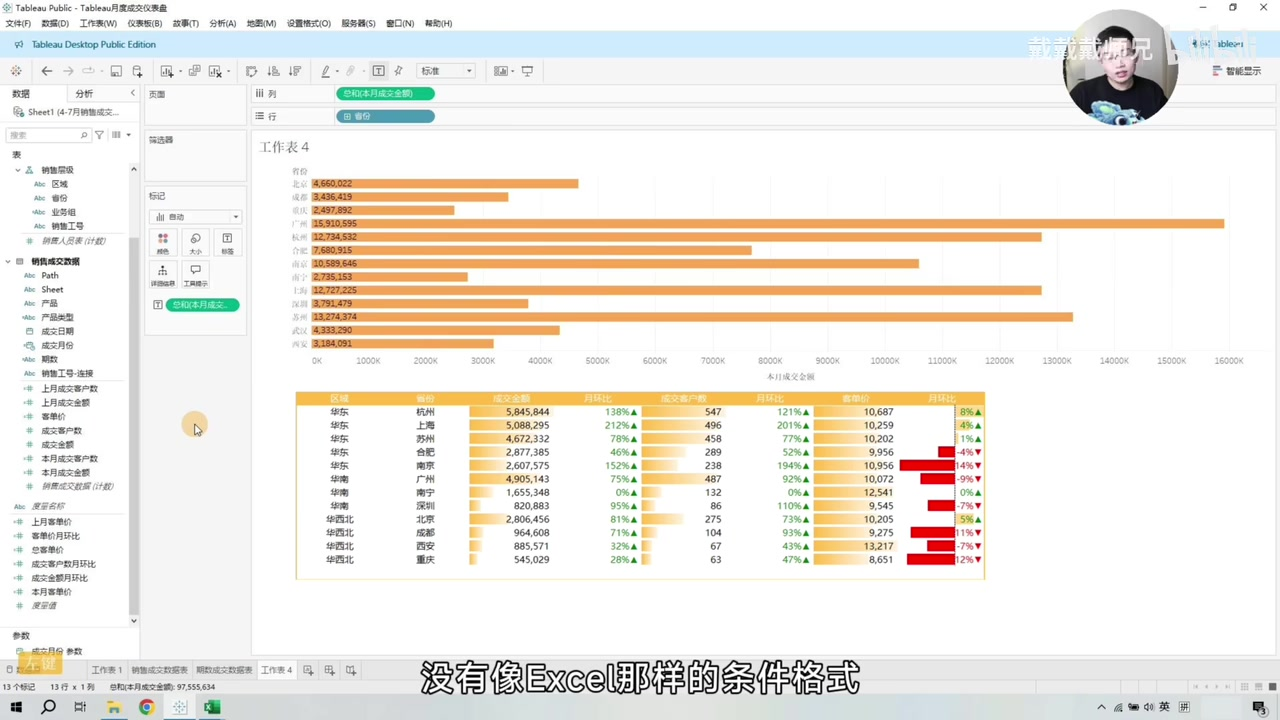 Tableau Public - Tableau月度成交仪表盘
文件(F) 数据(D) 工作表(W) 仪表板(B) 故事(T) 分析(A) 地图(M) 设置格式(O) 服务器(S) 窗口(N) 帮助(H)
Tableau Desktop Public Edition
戴戴戴师兄
标准
智能显示
数据 分析
Sheet1 (4-7月销售成交...
搜索
表
销售层级
Abc 区域
Abc 省份
Abc 业务组
Abc 销售工号
销售人员表 (计数)
销售成交数据
Abc Path
Abc Sheet
Abc 产品
Abc 产品类型
成交日期
成交月份
Abc 期数
Abc 销售工号-连接
上月成交客户数
上月成交金额
客单价
成交客户数
成交金额
本月成交客户数
本月成交金额
销售成交数据 (计数)
Abc 度量名称
上月客单价
客单价月环比
总客单价
成交客户数月环比
成交金额月环比
本月客单价
度量值
参数
成交月份 参数
左键
页面
筛选器
标记
自动
颜色 大小 标签
详细信息 工具提示
总和(本月成交...
列 总和(本月成交金额)
行 省份
工作表 4
省份
北京 4,660,022
成都 3,436,419
重庆 2,497,892
广州 15,910,595
杭州 12,734,532
合肥 7,680,915
南京 10,589,646
南宁 2,735,153
上海 12,727,225
深圳 3,791,479
苏州 13,274,374
武汉 4,333,290
西安 3,184,091
0K 1000K 2000K 3000K 4000K 5000K 6000K 7000K 8000K 9000K 10000K 11000K 12000K 13000K 14000K 15000K 16000K
本月成交金额
区域 省份 成交金额 月环比 成交客户数 月环比 客单价 月环比
华东 杭州 5,845,844 138%▲ 547 121%▲ 10,687 8%▲
华东 上海 5,088,295 212%▲ 496 201%▲ 10,259 4%▲
华东 苏州 4,672,332 78%▲ 458 77%▲ 10,202 1%▲
华东 合肥 2,877,385 46%▲ 289 52%▲ 9,956 -4%▼
华东 南京 2,607,575 152%▲ 238 194%▲ 10,956 14%▼
华南 广州 4,905,143 75%▲ 487 92%▲ 10,072 -9%▼
华南 南宁 1,655,348 0%▲ 132 0%▲ 12,541 0%▲
华南 深圳 820,883 95%▲ 86 110%▲ 9,545 -7%▼
华西北 北京 2,806,456 81%▲ 275 73%▲ 10,205 5%▲
华西北 成都 964,608 71%▲ 104 93%▲ 9,275 11%▼
华西北 西安 885,571 32%▲ 67 43%▲ 13,217 -7%▼
华西北 重庆 545,029 28%▲ 63 47%▲ 8,651 12%▼
工作表 1 销售成交数据表 期数成交数据表 工作表 4
没有像Excel那样的条件格式
13 个标记 13 行 x 1 列 总和(本月成交金额): 97,555,634
英 拼